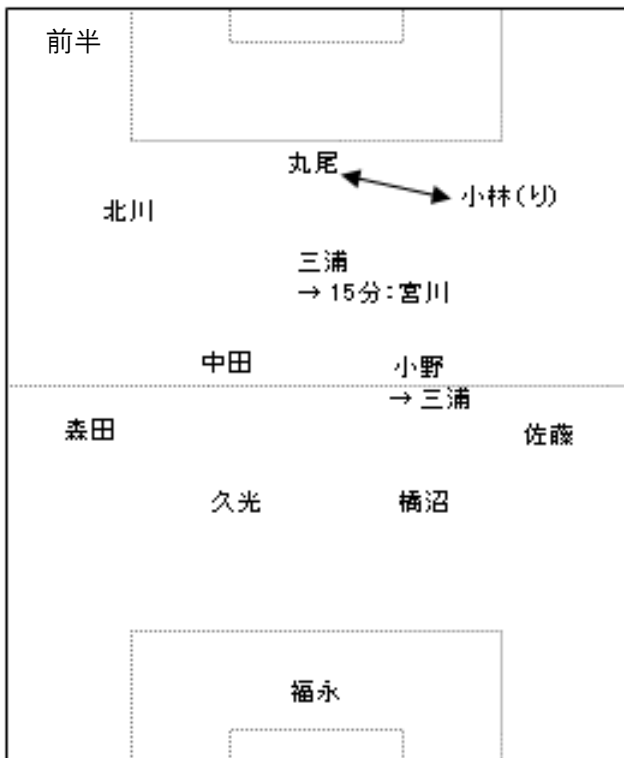 前半
丸尾
小林(り)
北川
三浦
→ 15分:宮川
中田
小野
→ 三浦
森田
佐藤
久光
橋沼
福永